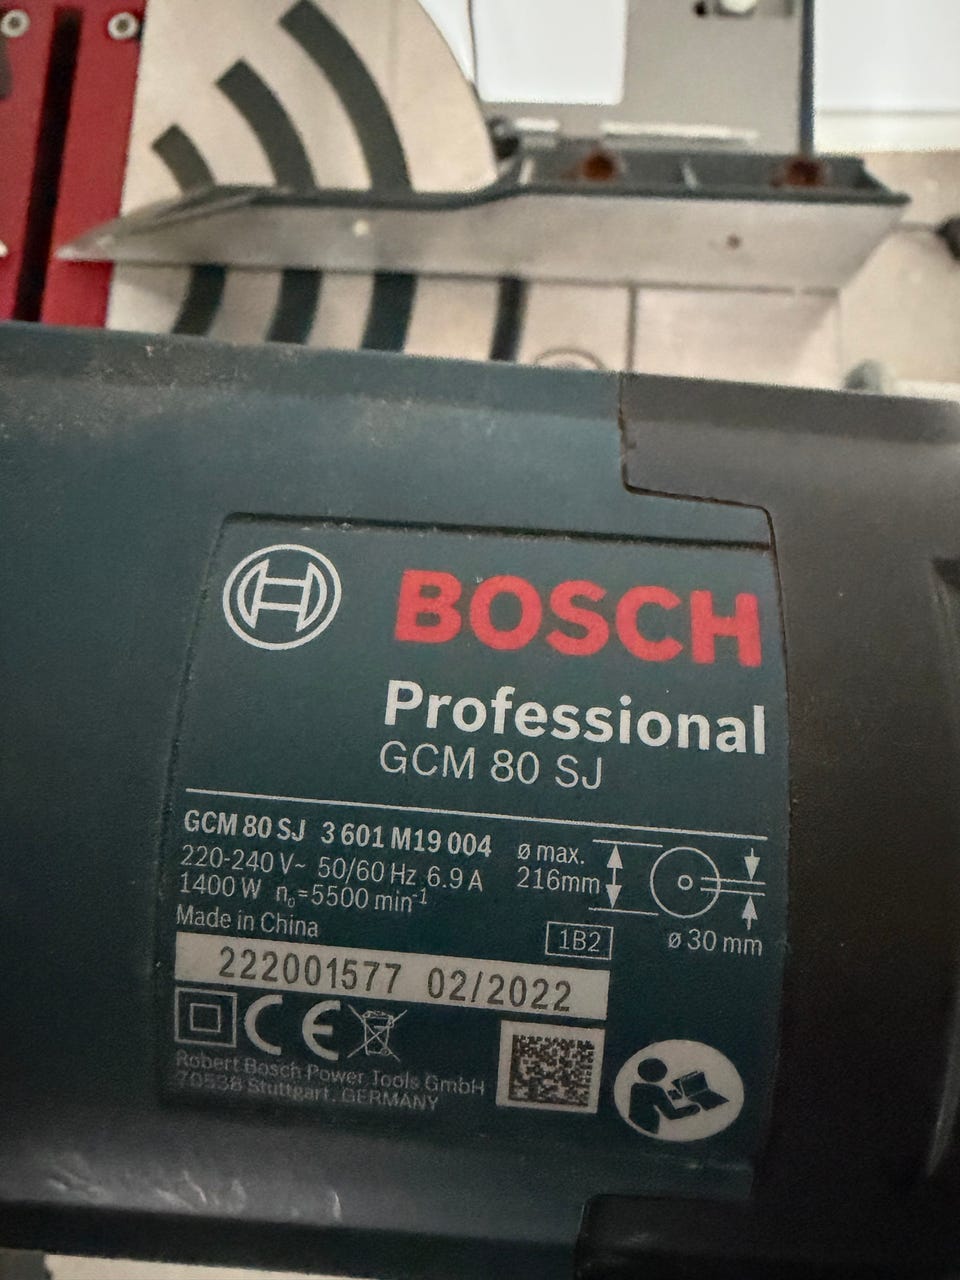 BOSCH
Professional
GCM 80 SJ
GCM 80 SJ 3 601 M19 004
220-240 V~ 50/60 Hz 6.9 A
1400 W n₀=5500 min⁻¹
Made in China
ø max.
216mm
ø 30 mm
1B2
222001577 02/2022
CE
Robert Bosch Power Tools GmbH
70538 Stuttgart, GERMANY